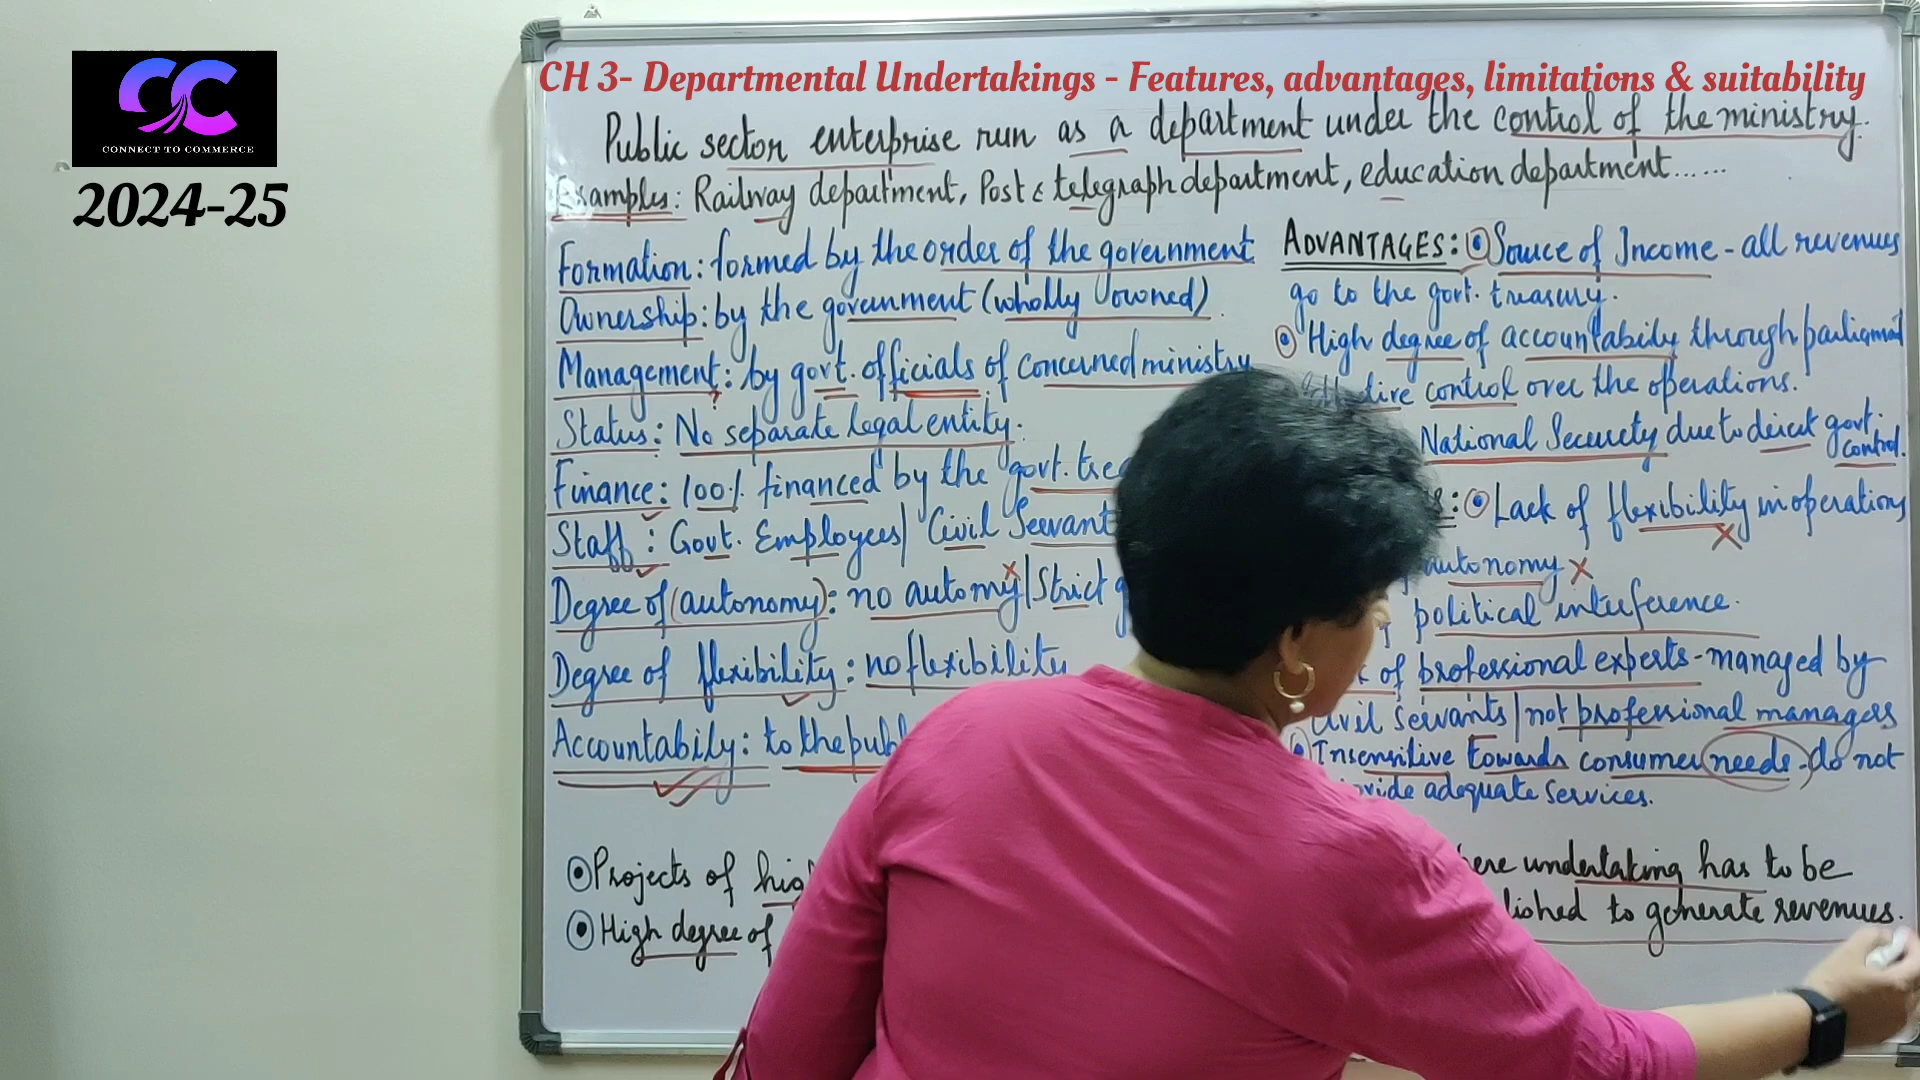 CONNECT TO COMMERCE
2024-25
CH 3- Departmental Undertakings - Features, advantages, limitations & suitability
Public sector enterprise run as a department under the control of the ministry.
Examples: Railway department, Post & telegraph department, education department......
Formation: formed by the order of the government
Ownership: by the government (wholly owned).
Management: by govt. officials of concerned ministry
Status: No separate legal entity.
Finance: 100% financed by the govt.
Staff: Govt. Employees/ Civil Servant
Degree of (autonomy): no automy/Strict
Degree of flexibility: no flexibility
Accountabily: to the
Projects of
High degree of
ADVANTAGES: Source of Income - all revenues
go to the govt. treasury.
High degree of accountability through
control over the operations.
National Security due to direct govt.
control.
Lack of flexibility in operations
autonomy
political interference.
of professional experts - managed by
Civil Servants/not professional managers
Insensitive towards consumer needs - do not
adequate services.
undertaking has to be
to generate revenues.